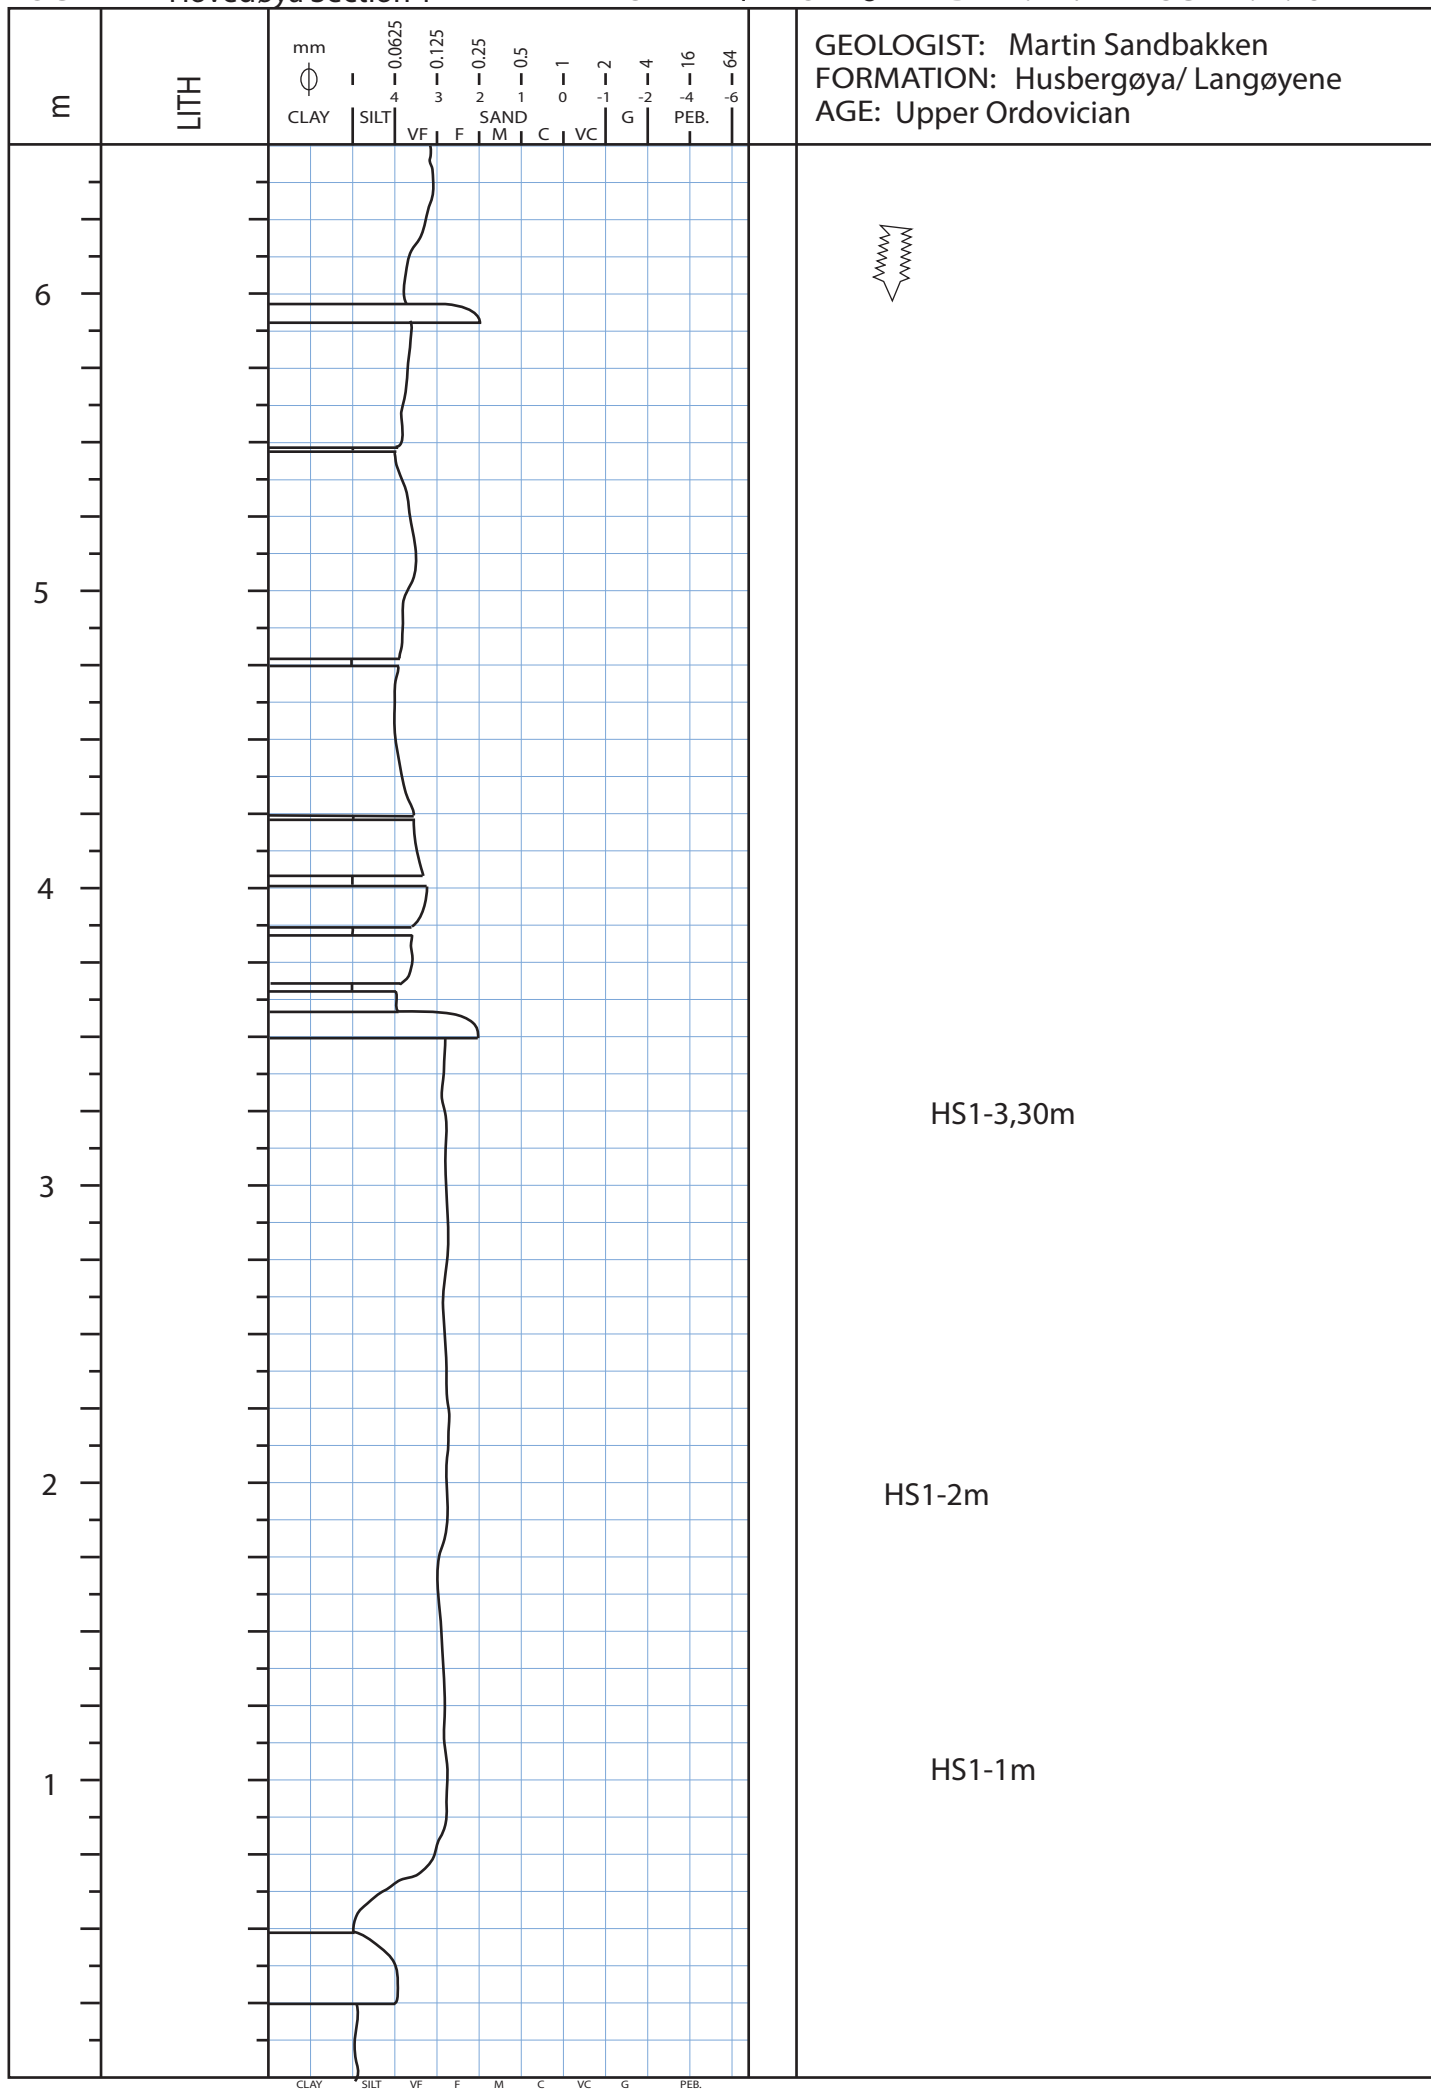 Hovedøya Section 1
m
LITH
mm
0.0625 0.125 0.25 0.5 1 2 4 16 64
4 3 2 1 0 -1 -2 -4 -6
CLAY SILT SAND G PEB.
VF F M C VC
GEOLOGIST: Martin Sandbakken
FORMATION: Husbergøya/ Langøyene
AGE: Upper Ordovician
6
5
4
HS1-3,30m
3
2
HS1-2m
1
HS1-1m
CLAY SILT VF F M C VC G PEB.